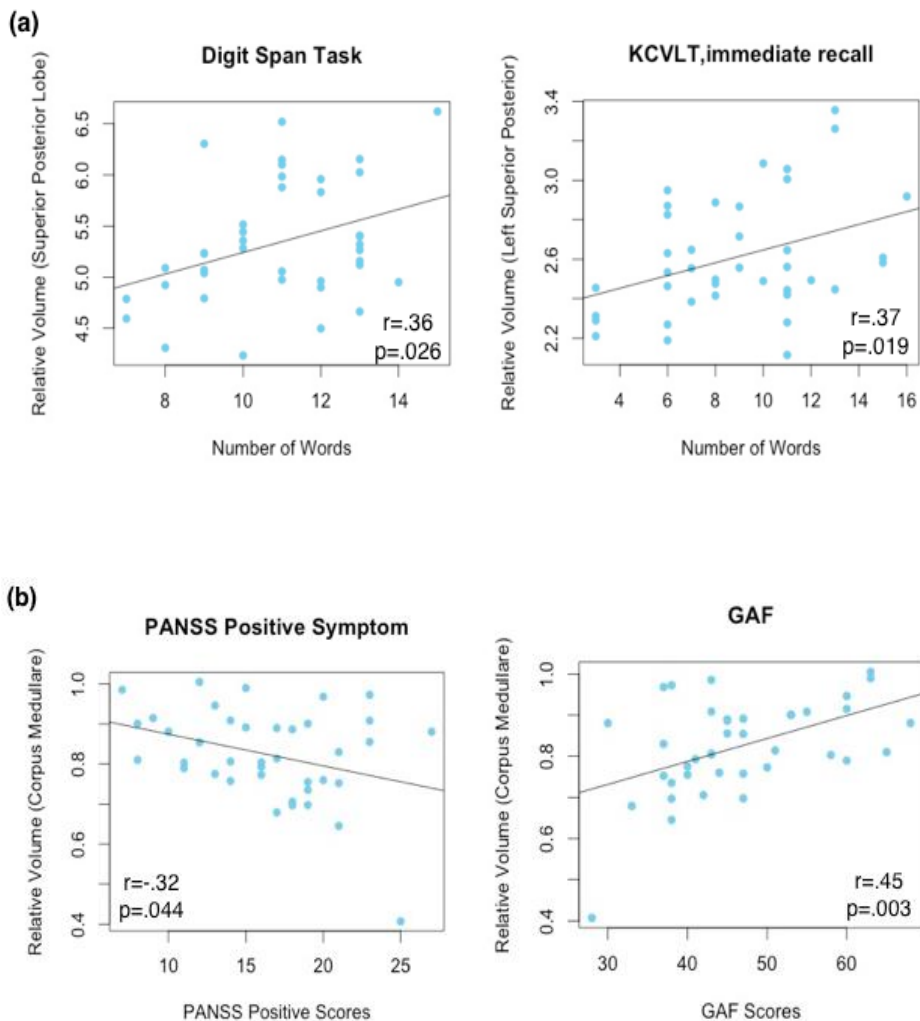 (a)
Digit Span Task
Relative Volume (Superior Posterior Lobe)
6.5
6.0
5.5
5.0
4.5
r=.36
p=.026
8 10 12 14
Number of Words
KCVLT,immediate recall
Relative Volume (Left Superior Posterior)
3.4
3.0
2.6
2.2
r=.37
p=.019
4 6 8 10 12 14 16
Number of Words
(b)
PANSS Positive Symptom
Relative Volume (Corpus Medullare)
1.0
0.8
0.6
0.4
r=-.32
p=.044
10 15 20 25
PANSS Positive Scores
GAF
Relative Volume (Corpus Medullare)
1.0
0.8
0.6
0.4
r=.45
p=.003
30 40 50 60
GAF Scores